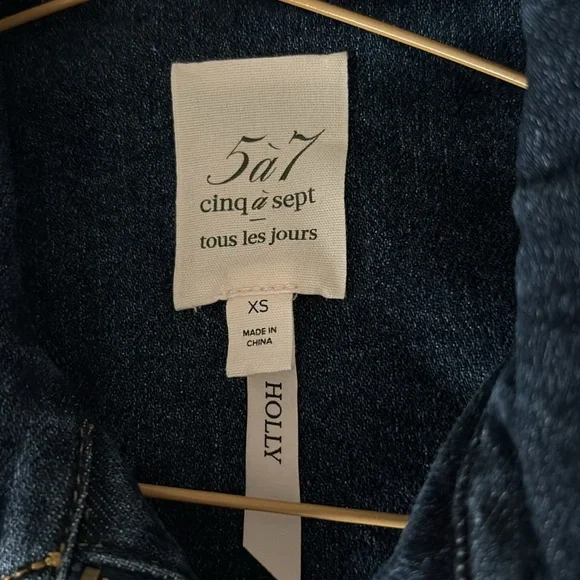 5à7
cinq à sept
tous les jours
XS
MADE IN
CHINA
HOLLY